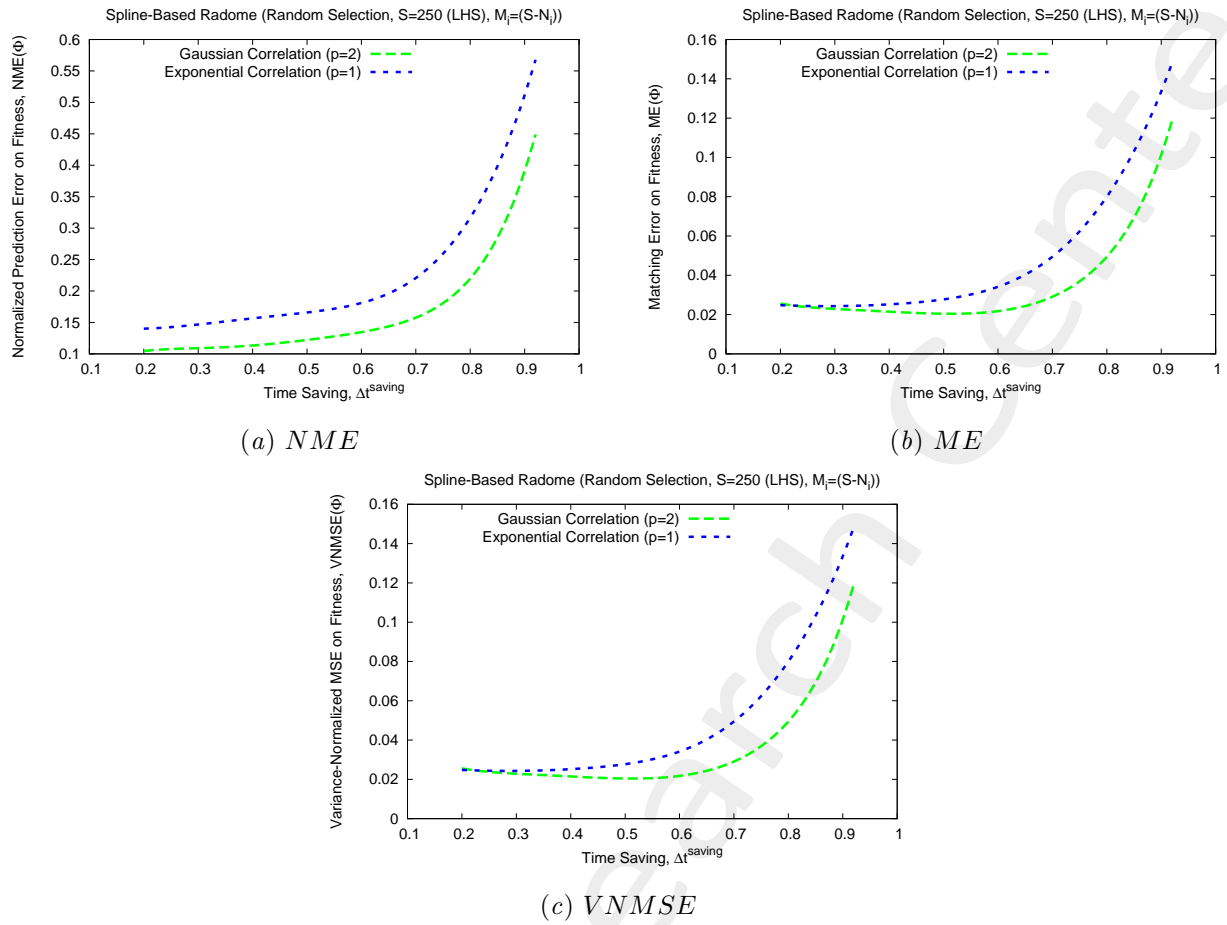 Spline-Based Radome (Random Selection, S=250 (LHS), Mi=(S-Ni))
Normalized Prediction Error on Fitness, NME(Φ)
0.6
0.55
0.5
0.45
0.4
0.35
0.3
0.25
0.2
0.15
0.1
Gaussian Correlation (p=2)
Exponential Correlation (p=1)
0.1 0.2 0.3 0.4 0.5 0.6 0.7 0.8 0.9 1
Time Saving, Δt^saving
(a) NME
Spline-Based Radome (Random Selection, S=250 (LHS), Mi=(S-Ni))
Matching Error on Fitness, ME(Φ)
0.16
0.14
0.12
0.1
0.08
0.06
0.04
0.02
0
Gaussian Correlation (p=2)
Exponential Correlation (p=1)
0.1 0.2 0.3 0.4 0.5 0.6 0.7 0.8 0.9 1
Time Saving, Δt^saving
(b) ME
Spline-Based Radome (Random Selection, S=250 (LHS), Mi=(S-Ni))
Variance-Normalized MSE on Fitness, VNMSE(Φ)
0.16
0.14
0.12
0.1
0.08
0.06
0.04
0.02
0
Gaussian Correlation (p=2)
Exponential Correlation (p=1)
0.1 0.2 0.3 0.4 0.5 0.6 0.7 0.8 0.9 1
Time Saving, Δt^saving
(c) VNMSE
earch Cente